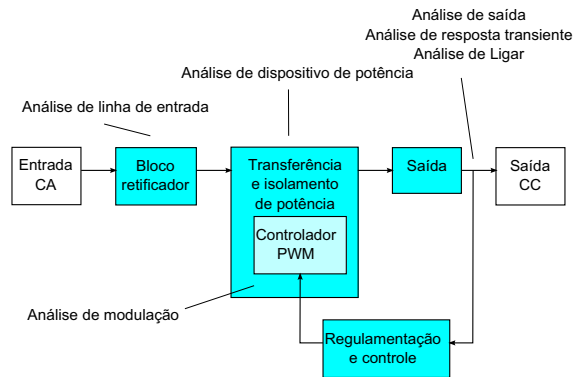 Análise de saída
Análise de resposta transiente
Análise de Ligar
Análise de dispositivo de potência
Análise de linha de entrada
Entrada
CA
Bloco
retificador
Transferência
e isolamento
de potência
Controlador
PWM
Saída
Saída
CC
Análise de modulação
Regulamentação
e controle